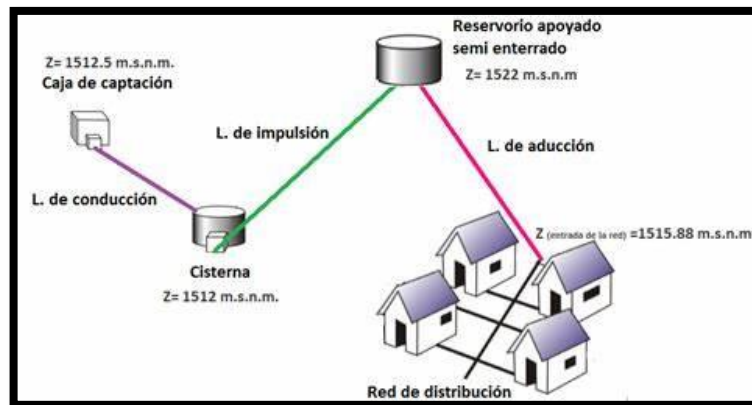 Z= 1512.5 m.s.n.m.
Caja de captación
Reservorio apoyado
semi enterrado
Z= 1522 m.s.n.m
L. de impulsión
L. de aducción
L. de conducción
Z (entrada de la red) =1515.88 m.s.n.m
Cisterna
Z= 1512 m.s.n.m.
Red de distribución